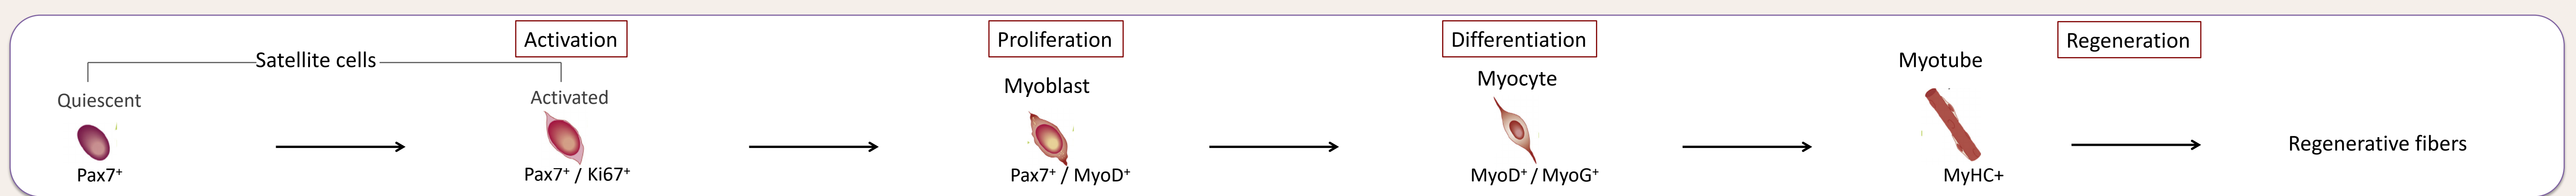 Satellite cells
Quiescent
Pax7⁺
Activation
Activated
Pax7⁺ / Ki67⁺
Proliferation
Myoblast
Pax7⁺ / MyoD⁺
Differentiation
Myocyte
MyoD⁺ / MyoG⁺
Myotube
MyHC+
Regeneration
Regenerative fibers